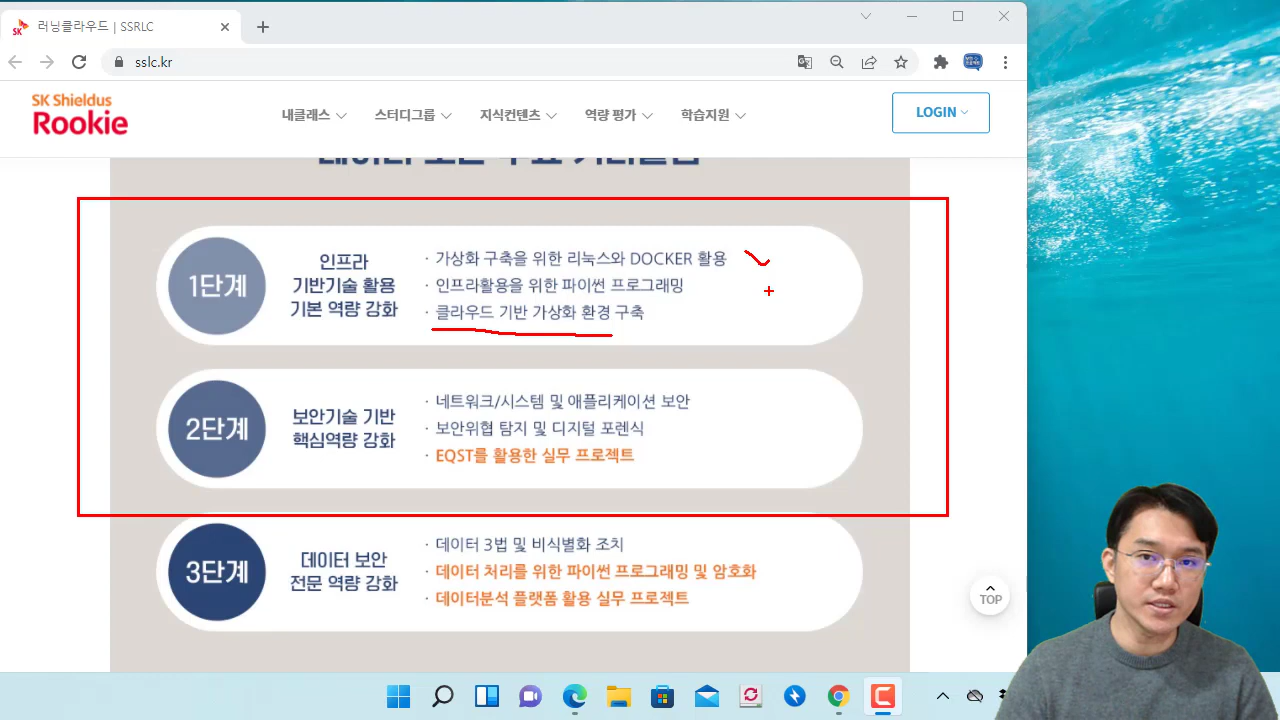 러닝클라우드 | SSRLC
sslc.kr
SK Shieldus
Rookie
내클래스
스터디그룹
지식컨텐츠
역량 평가
학습지원
LOGIN
1단계
인프라
기반기술 활용
기본 역량 강화
· 가상화 구축을 위한 리눅스와 DOCKER 활용
· 인프라활용을 위한 파이썬 프로그래밍
· 클라우드 기반 가상화 환경 구축
2단계
보안기술 기반
핵심역량 강화
· 네트워크/시스템 및 애플리케이션 보안
· 보안위협 탐지 및 디지털 포렌식
· EQST를 활용한 실무 프로젝트
3단계
데이터 보안
전문 역량 강화
· 데이터 3법 및 비식별화 조치
· 데이터 처리를 위한 파이썬 프로그래밍 및 암호화
· 데이터분석 플랫폼 활용 실무 프로젝트
TOP